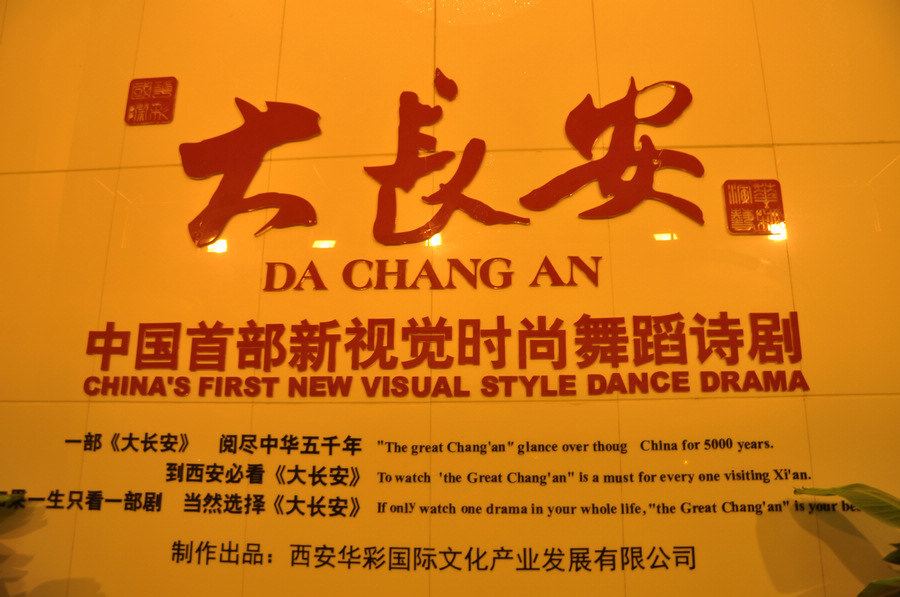 大长安
DA CHANG AN
中国首部新视觉时尚舞蹈诗剧
CHINA'S FIRST NEW VISUAL STYLE DANCE DRAMA
一部《大长安》 阅尽中华五千年 "The great Chang'an" glance over thoug China for 5000 years.
到西安必看《大长安》 To watch 'the Great Chang'an" is a must for every one visiting Xi'an.
果一生只看一部剧 当然选择《大长安》 If only watch one drama in your whole life,"the Great Chang'an" is your
制作出品：西安华彩国际文化产业发展有限公司